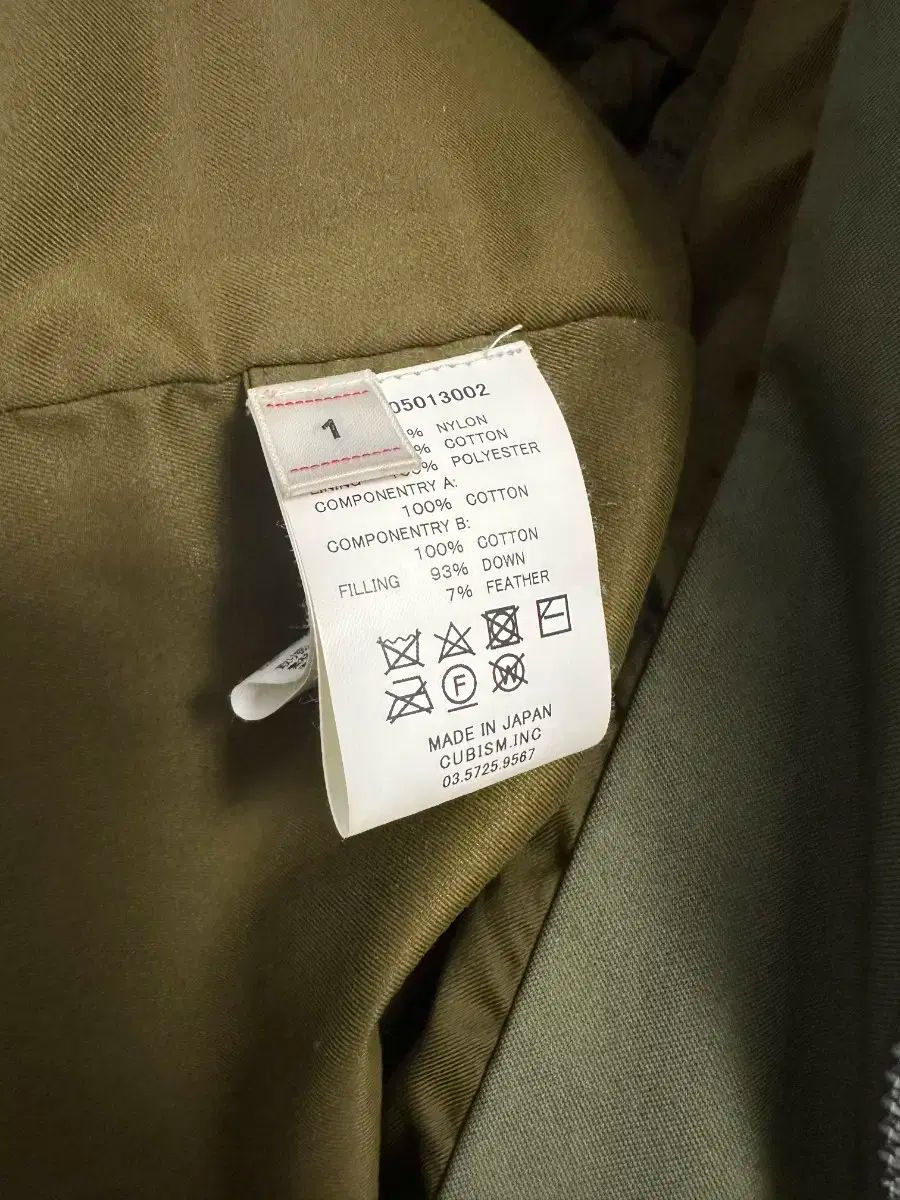 1
05013002
% NYLON
% COTTON
100% POLYESTER
COMPONENTRY A:
100% COTTON
COMPONENTRY B:
100% COTTON
FILLING 93% DOWN
7% FEATHER
F
W
MADE IN JAPAN
CUBISM.INC
03.5725.9567